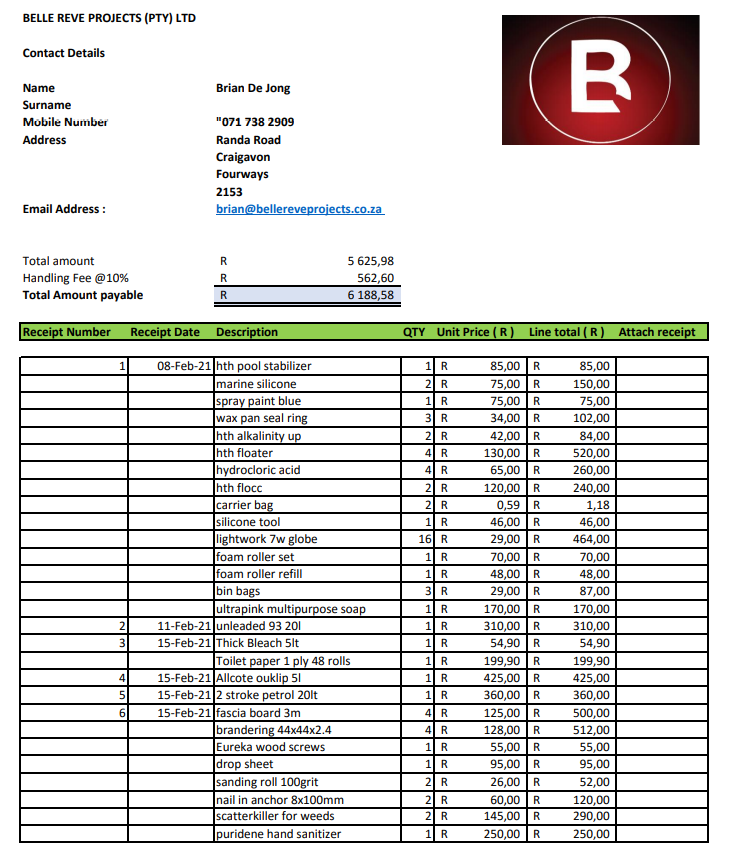 BELLE REVE PROJECTS (PTY) LTD
Contact Details
Name Brian De Jong
Surname
Mobile Number "071 738 2909
Address Randa Road
Craigavon
Fourways
2153
Email Address : brian@bellereveprojects.co.za
B
Total amount R 5 625,98
Handling Fee @10% R 562,60
Total Amount payable R 6 188,58
Receipt Number Receipt Date Description QTY Unit Price ( R ) Line total ( R ) Attach receipt
1 08-Feb-21 hth pool stabilizer 1 R 85,00 R 85,00
marine silicone 2 R 75,00 R 150,00
spray paint blue 1 R 75,00 R 75,00
wax pan seal ring 3 R 34,00 R 102,00
hth alkalinity up 2 R 42,00 R 84,00
hth floater 4 R 130,00 R 520,00
hydrocloric acid 4 R 65,00 R 260,00
hth flocc 2 R 120,00 R 240,00
carrier bag 2 R 0,59 R 1,18
silicone tool 1 R 46,00 R 46,00
lightwork 7w globe 16 R 29,00 R 464,00
foam roller set 1 R 70,00 R 70,00
foam roller refill 1 R 48,00 R 48,00
bin bags 3 R 29,00 R 87,00
ultrapink multipurpose soap 1 R 170,00 R 170,00
2 11-Feb-21 unleaded 93 20l 1 R 310,00 R 310,00
3 15-Feb-21 Thick Bleach 5lt 1 R 54,90 R 54,90
Toilet paper 1 ply 48 rolls 1 R 199,90 R 199,90
4 15-Feb-21 Allcote ouklip 5l 1 R 425,00 R 425,00
5 15-Feb-21 2 stroke petrol 20lt 1 R 360,00 R 360,00
6 15-Feb-21 fascia board 3m 4 R 125,00 R 500,00
brandering 44x44x2.4 4 R 128,00 R 512,00
Eureka wood screws 1 R 55,00 R 55,00
drop sheet 1 R 95,00 R 95,00
sanding roll 100grit 2 R 26,00 R 52,00
nail in anchor 8x100mm 2 R 60,00 R 120,00
scatterkiller for weeds 2 R 145,00 R 290,00
puridene hand sanitizer 1 R 250,00 R 250,00